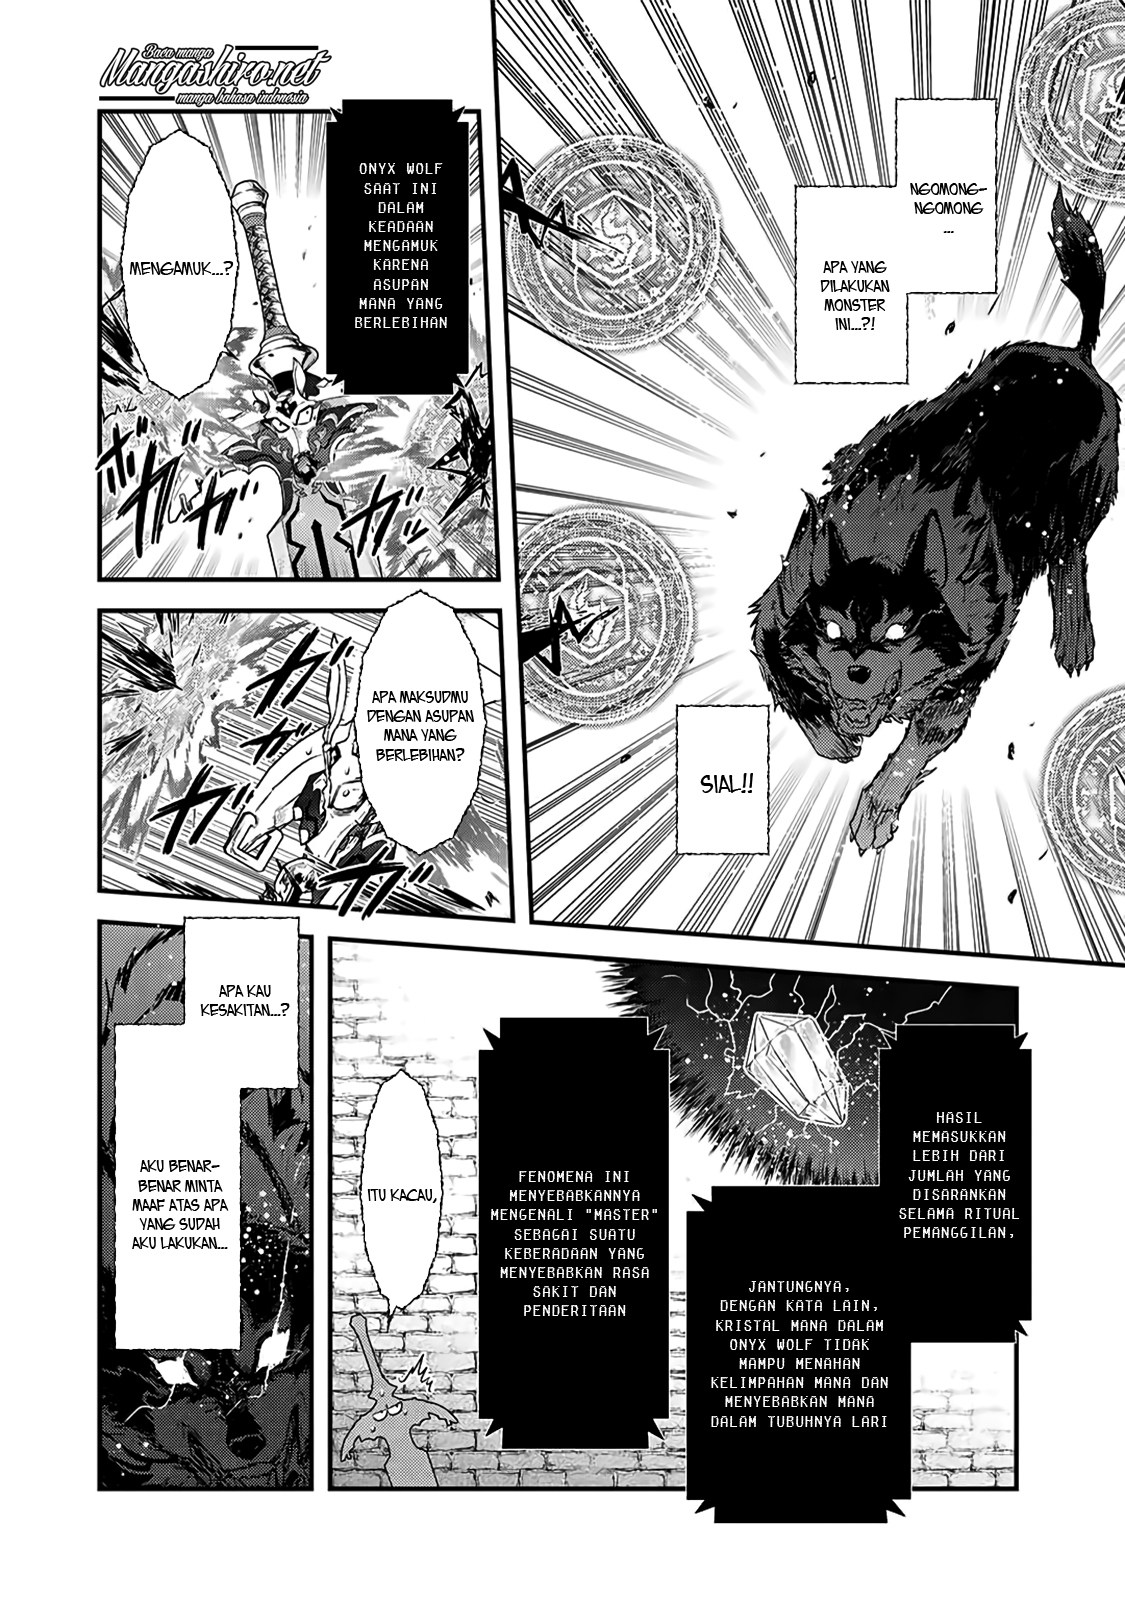 Baca manga
Mangashiro.net
manga bahasa indonesia
NGOMONG-
NGOMONG
...
APA YANG
DILAKUKAN
MONSTER
INI...?!
SIAL!!
ONYX WOLF
SAAT INI
DALAM
KEADAAN
MENGAMUK
KARENA
ASUPAN
MANA YANG
BERLEBIHAN
MENGAMUK...?
APA MAKSUDMU
DENGAN ASUPAN
MANA YANG
BERLEBIHAN?
HASIL
MEMASUKKAN
LEBIH DARI
JUMLAH YANG
DISARANKAN
SELAMA RITUAL
PEMANGGILAN,
JANTUNGNYA,
DENGAN KATA LAIN,
KRISTAL MANA DALAM
ONYX WOLF TIDAK
MAMPU MENAHAN
KELIMPAHAN MANA DAN
MENYEBABKAN MANA
DALAM TUBUHNYA LARI
FENOMENA INI
MENYEBABKANNYA
MENGENALI "MASTER"
SEBAGAI SUATU
KEBERADAAN YANG
MENYEBABKAN RASA
SAKIT DAN
PENDERITAAN
ITU KACAU,
APA KAU
KESAKITAN...?
AKU BENAR-
BENAR MINTA
MAAF ATAS APA
YANG SUDAH
AKU LAKUKAN...